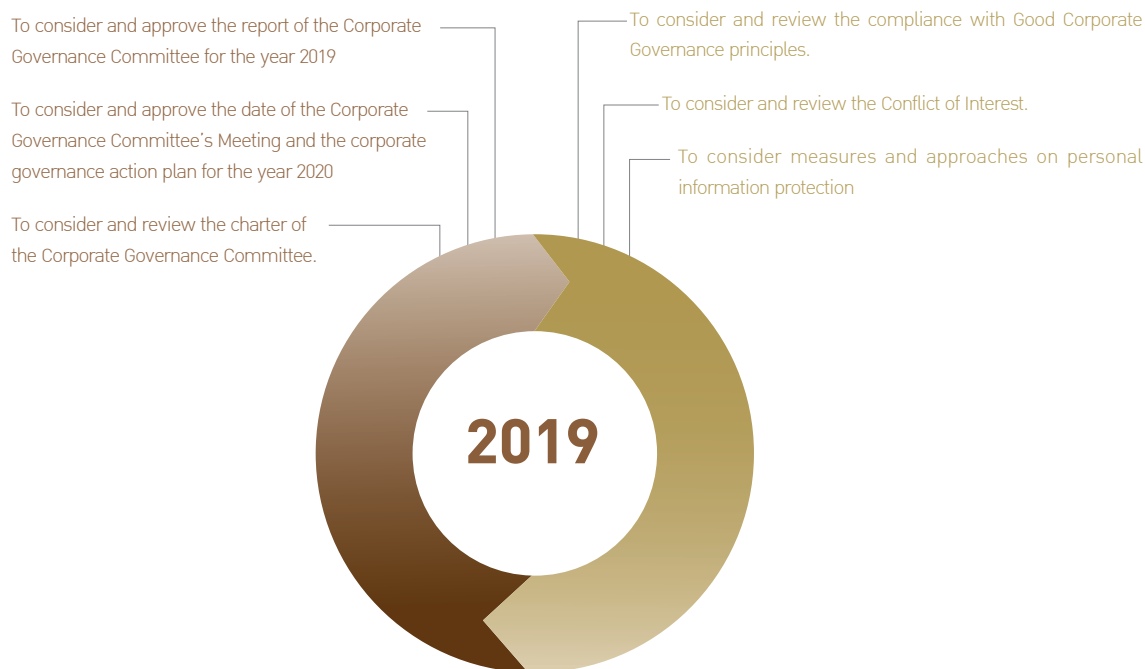 To consider and approve the report of the Corporate
Governance Committee for the year 2019
To consider and approve the date of the Corporate
Governance Committee's Meeting and the corporate
governance action plan for the year 2020
To consider and review the charter of
the Corporate Governance Committee.
To consider and review the compliance with Good Corporate
Governance principles.
To consider and review the Conflict of Interest.
To consider measures and approaches on personal
information protection
2019